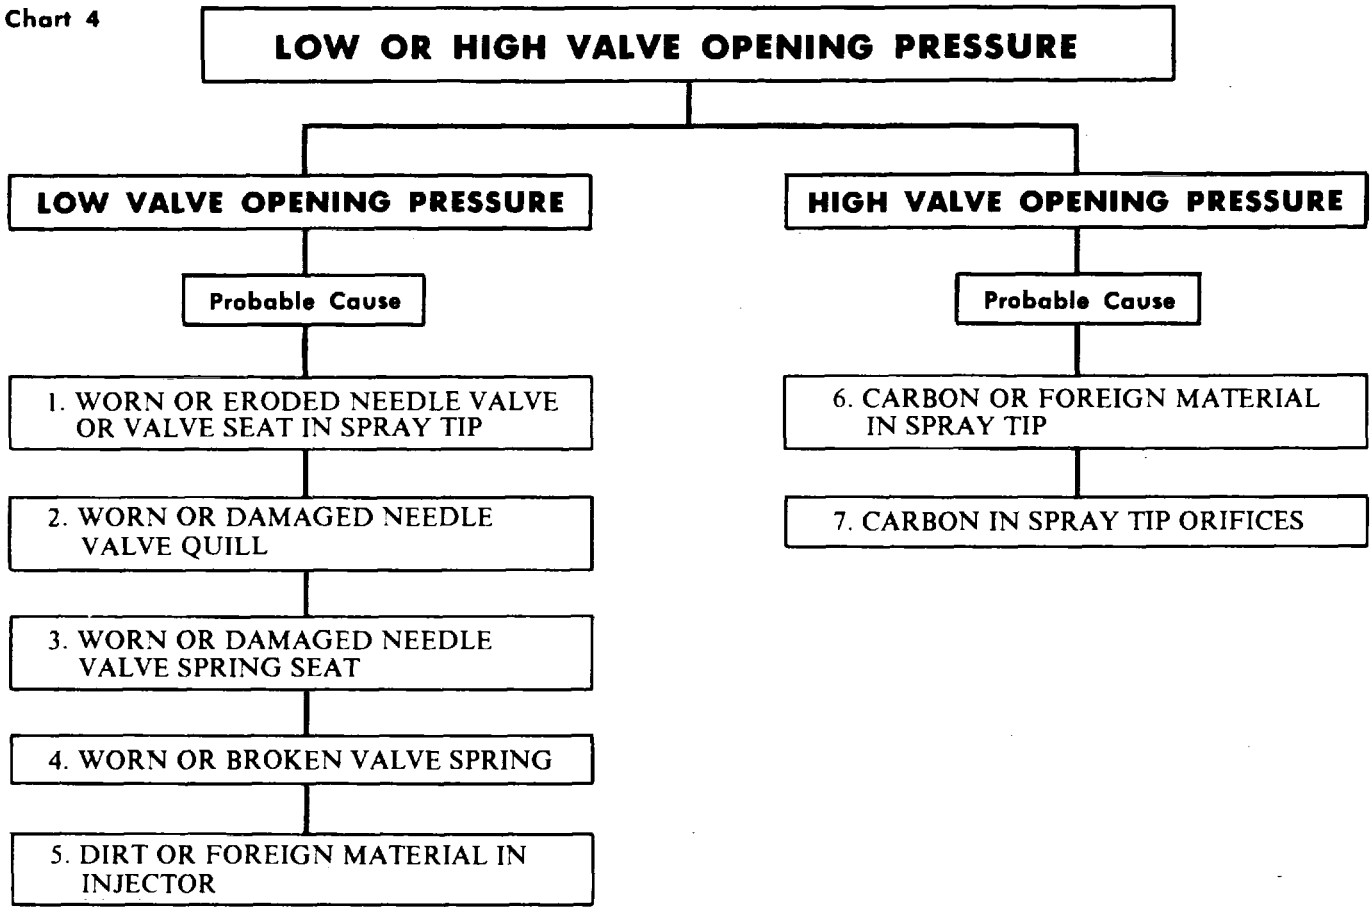 Chart 4
LOW OR HIGH VALVE OPENING PRESSURE
LOW VALVE OPENING PRESSURE
Probable Cause
1. WORN OR ERODED NEEDLE VALVE
OR VALVE SEAT IN SPRAY TIP
2. WORN OR DAMAGED NEEDLE
VALVE QUILL
3. WORN OR DAMAGED NEEDLE
VALVE SPRING SEAT
4. WORN OR BROKEN VALVE SPRING
5. DIRT OR FOREIGN MATERIAL IN
INJECTOR
HIGH VALVE OPENING PRESSURE
Probable Cause
6. CARBON OR FOREIGN MATERIAL
IN SPRAY TIP
7. CARBON IN SPRAY TIP ORIFICES